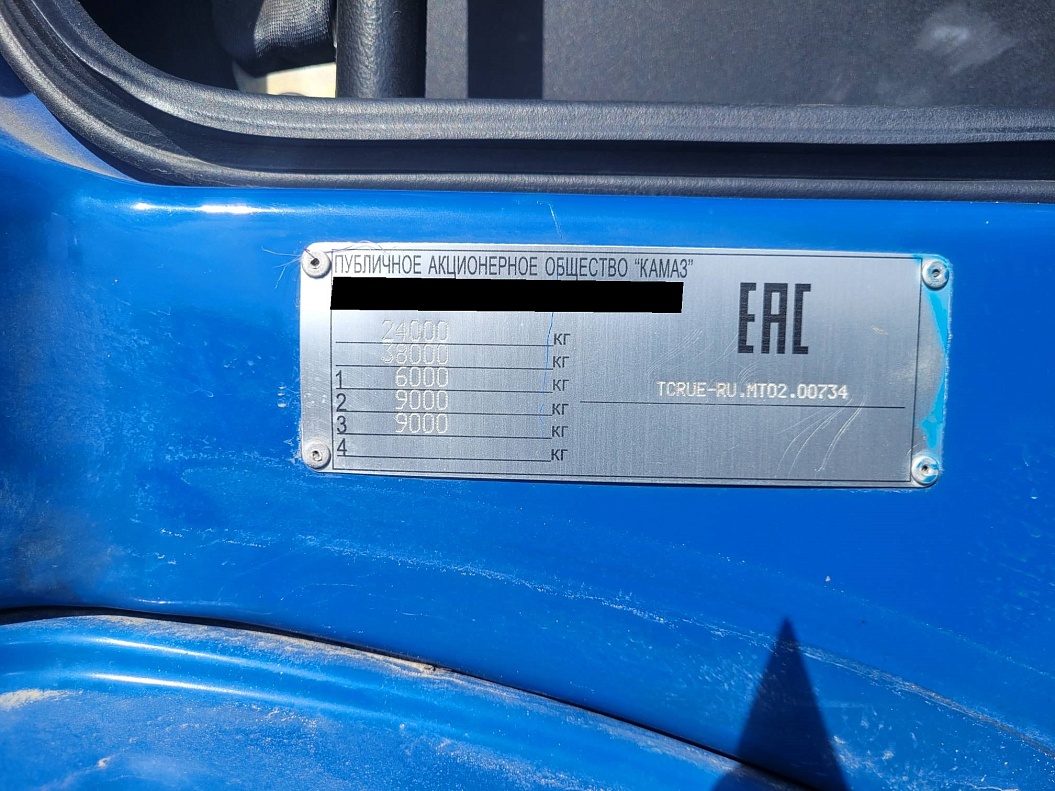 ПУБЛИЧНОЕ АКЦИОНЕРНОЕ ОБЩЕСТВО "КАМАЗ"
EAC
24000 КГ
38000 КГ
1 6000 КГ
TCRUE-RU.MT02.00734
2 9000 КГ
3 9000 КГ
4 КГ